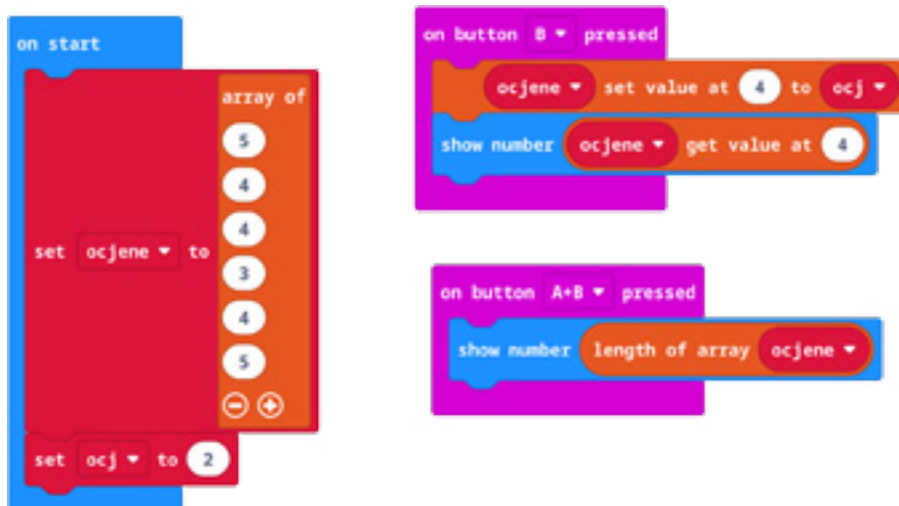 on start
set ocjene to
array of
5
4
4
3
4
5
set ocj to 2
on button B pressed
ocjene set value at 4 to ocj
show number ocjene get value at 4
on button A+B pressed
show number length of array ocjene